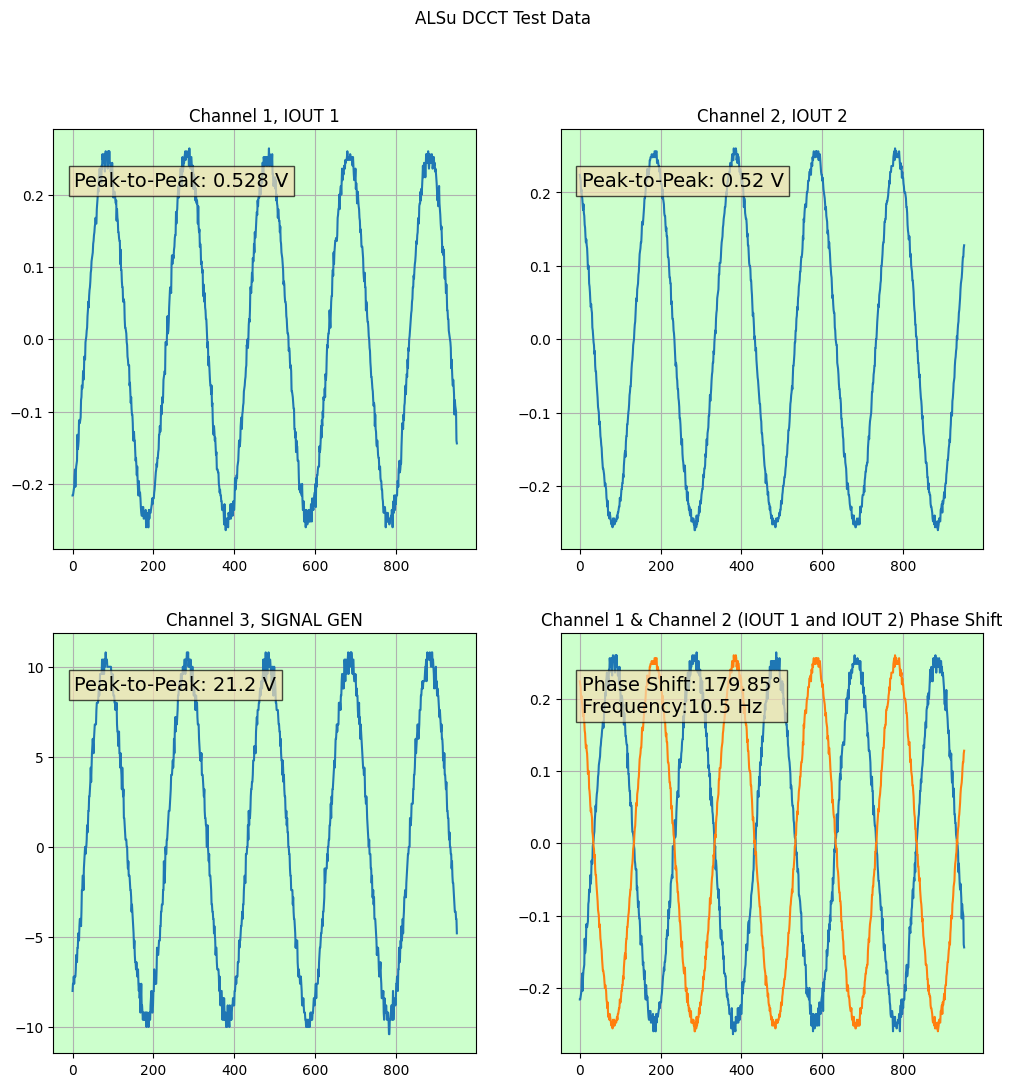 ALSu DCCT Test Data
Channel 1, IOUT 1
Peak-to-Peak: 0.528 V
0.2
0.1
0.0
−0.1
−0.2
0 200 400 600 800
Channel 2, IOUT 2
Peak-to-Peak: 0.52 V
0.2
0.1
0.0
−0.1
−0.2
0 200 400 600 800
Channel 3, SIGNAL GEN
Peak-to-Peak: 21.2 V
10
5
0
−5
−10
0 200 400 600 800
Channel 1 & Channel 2 (IOUT 1 and IOUT 2) Phase Shift
Phase Shift: 179.85°
Frequency:10.5 Hz
0.2
0.1
0.0
−0.1
−0.2
0 200 400 600 800